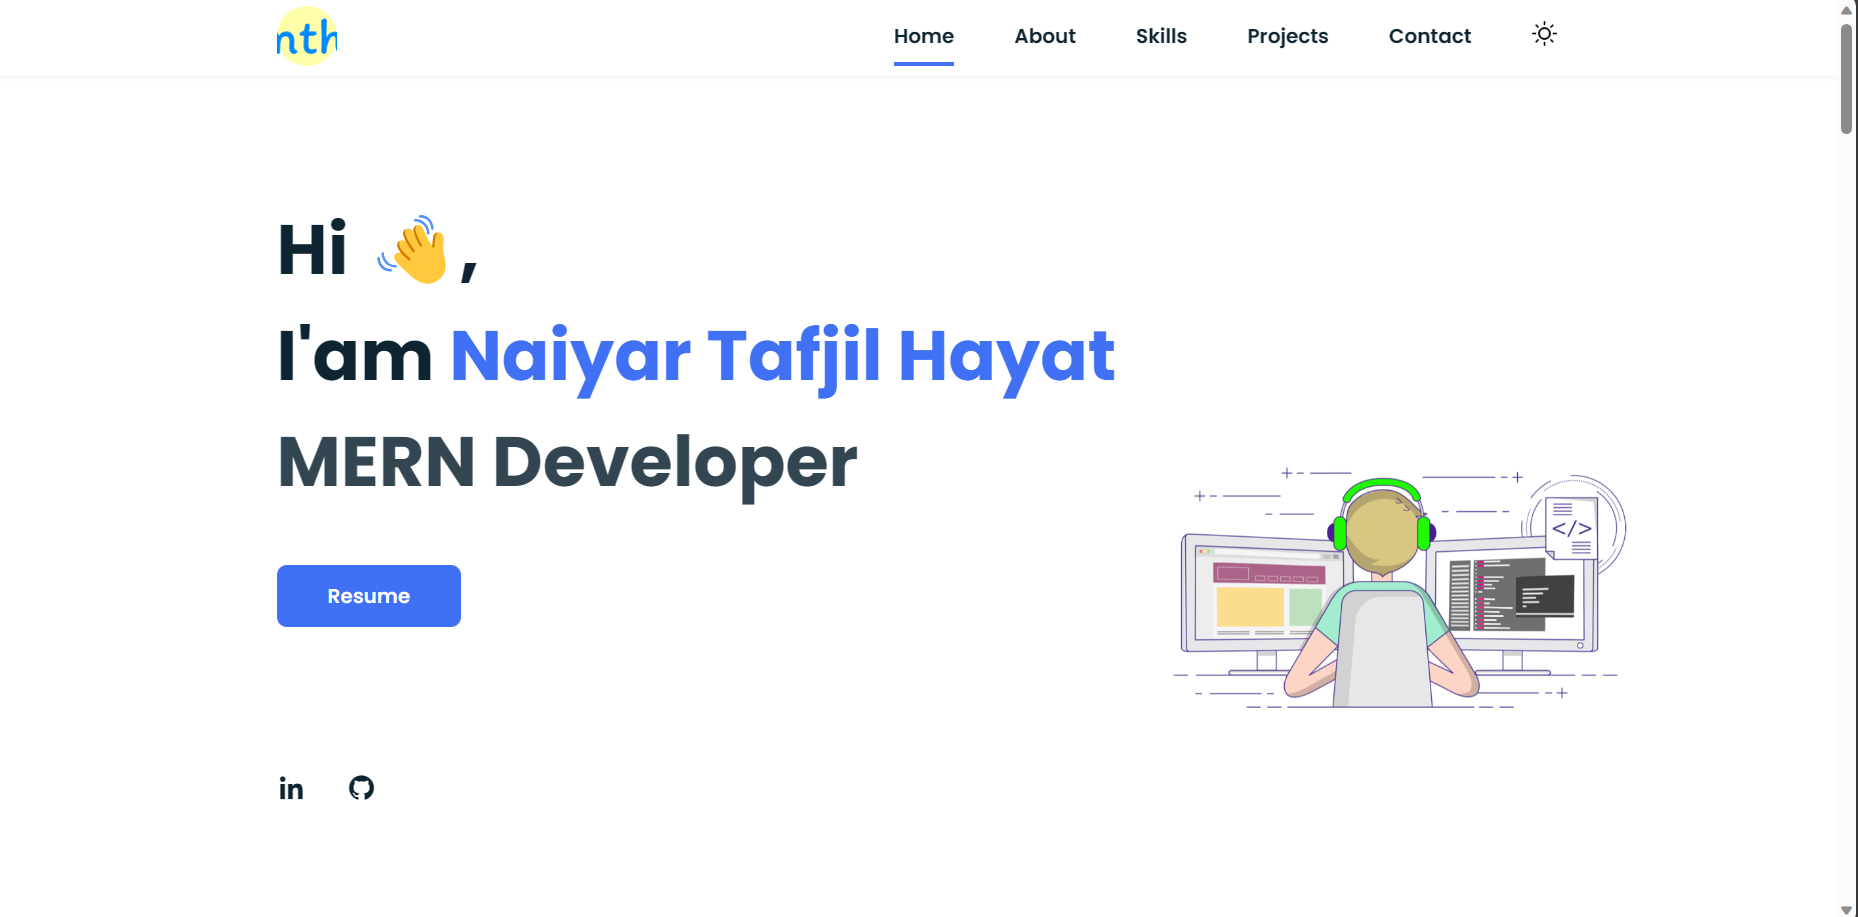 nth
Home About Skills Projects Contact
Hi 👋,
I'am Naiyar Tafjil Hayat
MERN Developer
</>
Resume
in